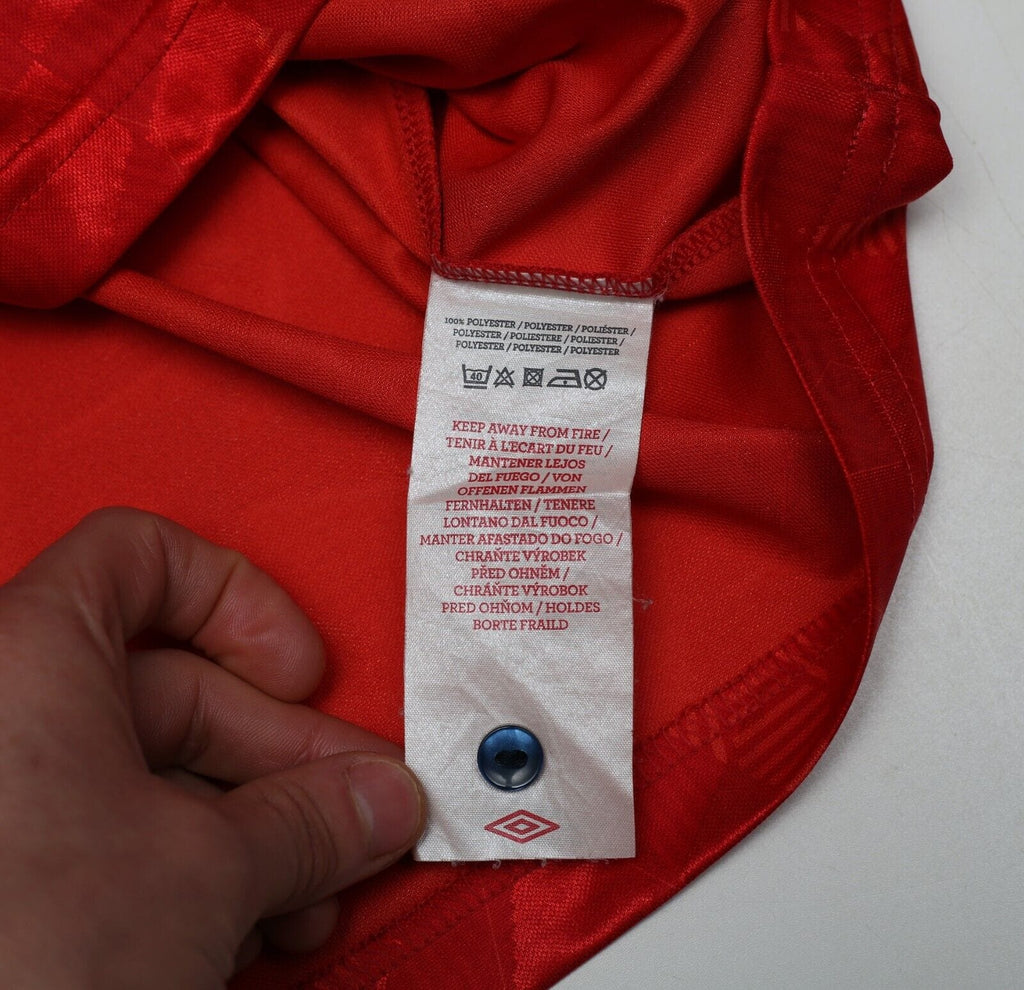 100% POLYESTER / POLYESTER / POLIÉSTER /
POLYESTER / POLIESTERE / POLIESTER /
POLYESTER / POLYESTER / POLYESTER
40
KEEP AWAY FROM FIRE /
TENIR À L'ECART DU FEU /
MANTENER LEJOS
DEL FUEGO / VON
OFFENEN FLAMMEN
FERNHALTEN / TENERE
LONTANO DAL FUOCO /
MANTER AFASTADO DO FOGO /
CHRAŇTE VÝROBEK
PŘED OHNĚM /
CHRÁŇTE VÝROBOK
PRED OHŇOM / HOLDES
BORTE FRAILD